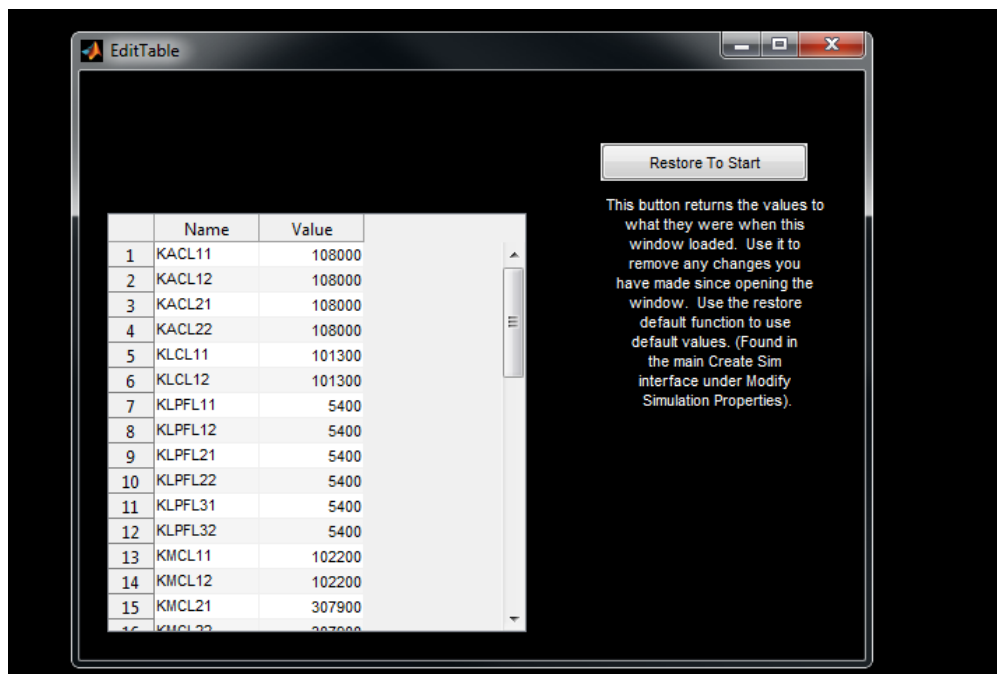 EditTable
Restore To Start
This button returns the values to
what they were when this
window loaded. Use it to
remove any changes you
have made since opening the
window. Use the restore
default function to use
default values. (Found in
the main Create Sim
interface under Modify
Simulation Properties).
Name Value
1 KACL11 108000
2 KACL12 108000
3 KACL21 108000
4 KACL22 108000
5 KLCL11 101300
6 KLCL12 101300
7 KLPFL11 5400
8 KLPFL12 5400
9 KLPFL21 5400
10 KLPFL22 5400
11 KLPFL31 5400
12 KLPFL32 5400
13 KMCL11 102200
14 KMCL12 102200
15 KMCL21 307900
16 KMCL22 307900